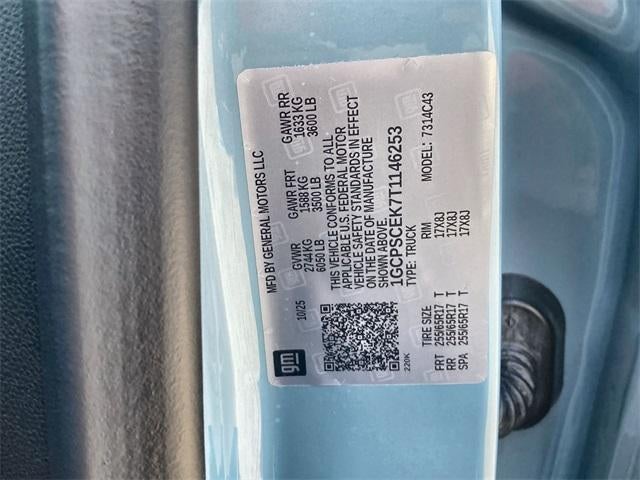 MFD BY GENERAL MOTORS LLC
10/25
GVWR GAWR FRT GAWR RR
2744 KG 1588 KG 1633 KG
6050 LB 3500 LB 3600 LB
THIS VEHICLE CONFORMS TO ALL
APPLICABLE U.S. FEDERAL MOTOR
VEHICLE SAFETY STANDARDS IN EFFECT
ON THE DATE OF MANUFACTURE
SHOWN ABOVE.
1GCPSCEK7T1146253
TYPE: TRUCK MODEL: 7314C43
220K
TIRE SIZE RIM
FRT 255/65R17 T 17X8J
RR 255/65R17 T 17X8J
SPA 255/65R17 T 17X8J
gm